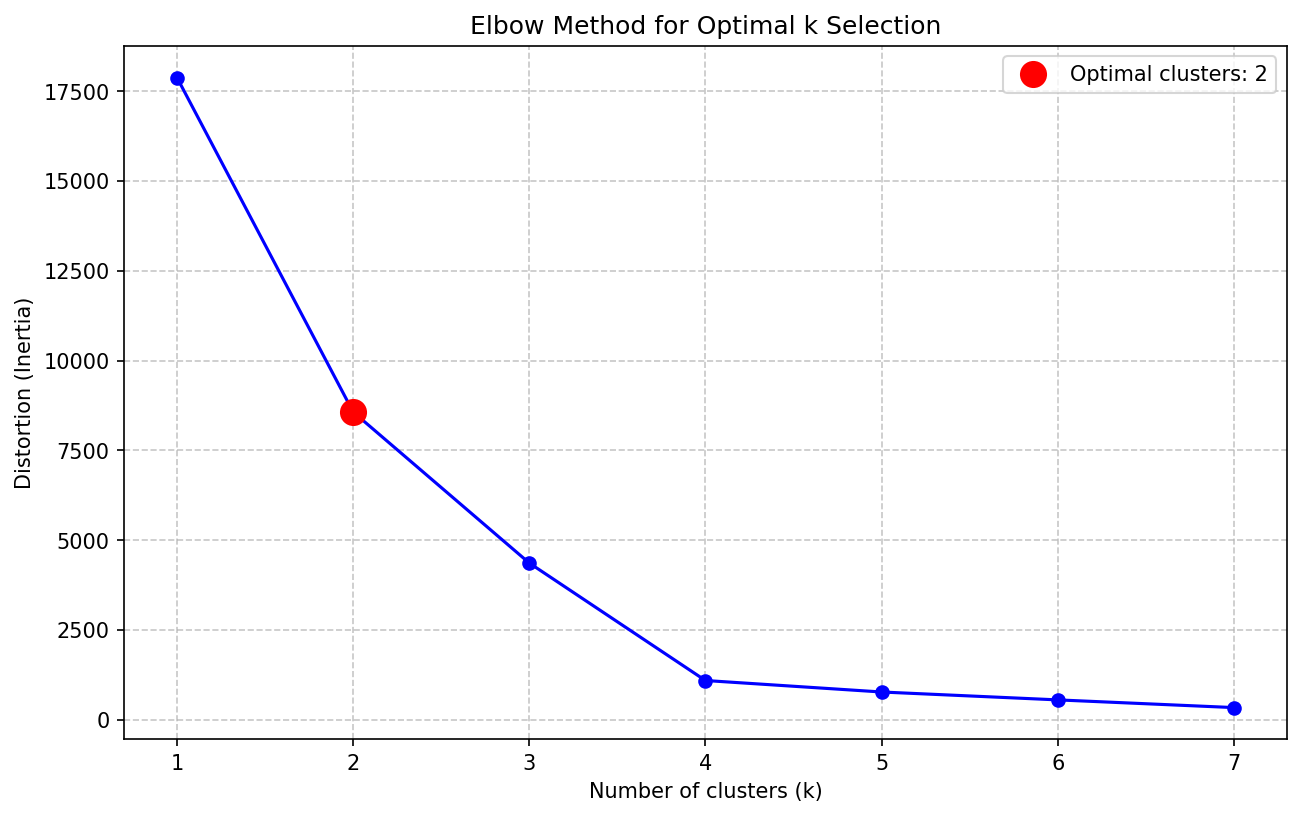 Elbow Method for Optimal k Selection
Optimal clusters: 2
Distortion (Inertia)
17500
15000
12500
10000
7500
5000
2500
0
1 2 3 4 5 6 7
Number of clusters (k)